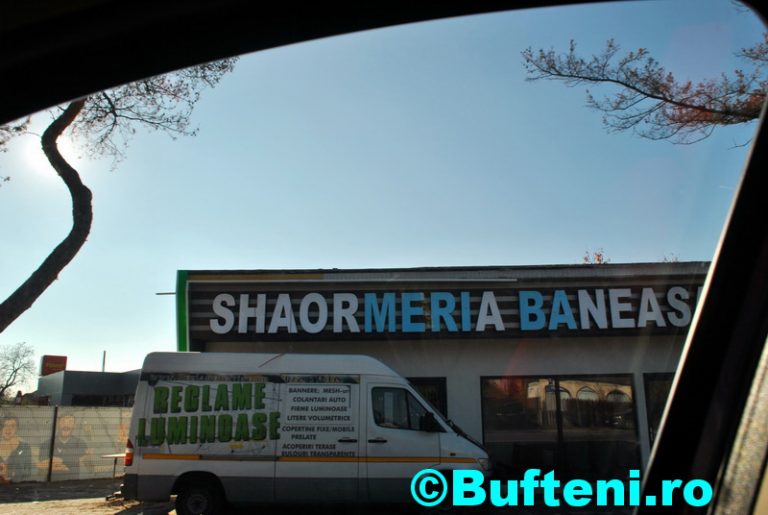 SHAORMERIA BANEAS
RECLAME
LUMINOASE
BANNERE; MESH-uri
COLANTARI AUTO
FIRME LUMINOASE
LITERE VOLUMETRICE
COPERTINE FIXE/MOBILE
PRELATE
ACOPERIRI TERASE
RULOURI TRANSPARENTE
©Bufteni.ro